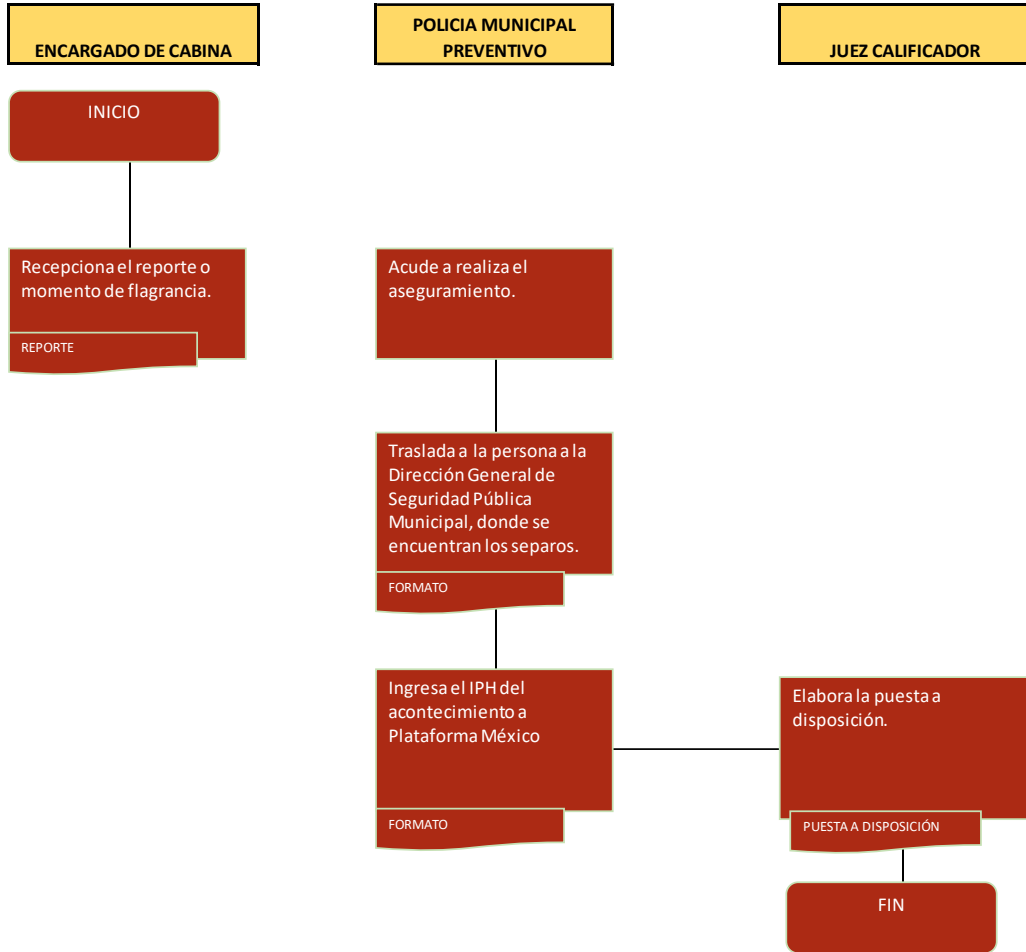 ENCARGADO DE CABINA
POLICIA MUNICIPAL
PREVENTIVO
JUEZ CALIFICADOR
INICIO
Recepciona el reporte o
momento de flagrancia.
REPORTE
Acude a realiza el
aseguramiento.
Traslada a la persona a la
Dirección General de
Seguridad Pública
Municipal, donde se
encuentran los separos.
FORMATO
Ingresa el IPH del
acontecimiento a
Plataforma México
FORMATO
Elabora la puesta a
disposición.
PUESTA A DISPOSICIÓN
FIN